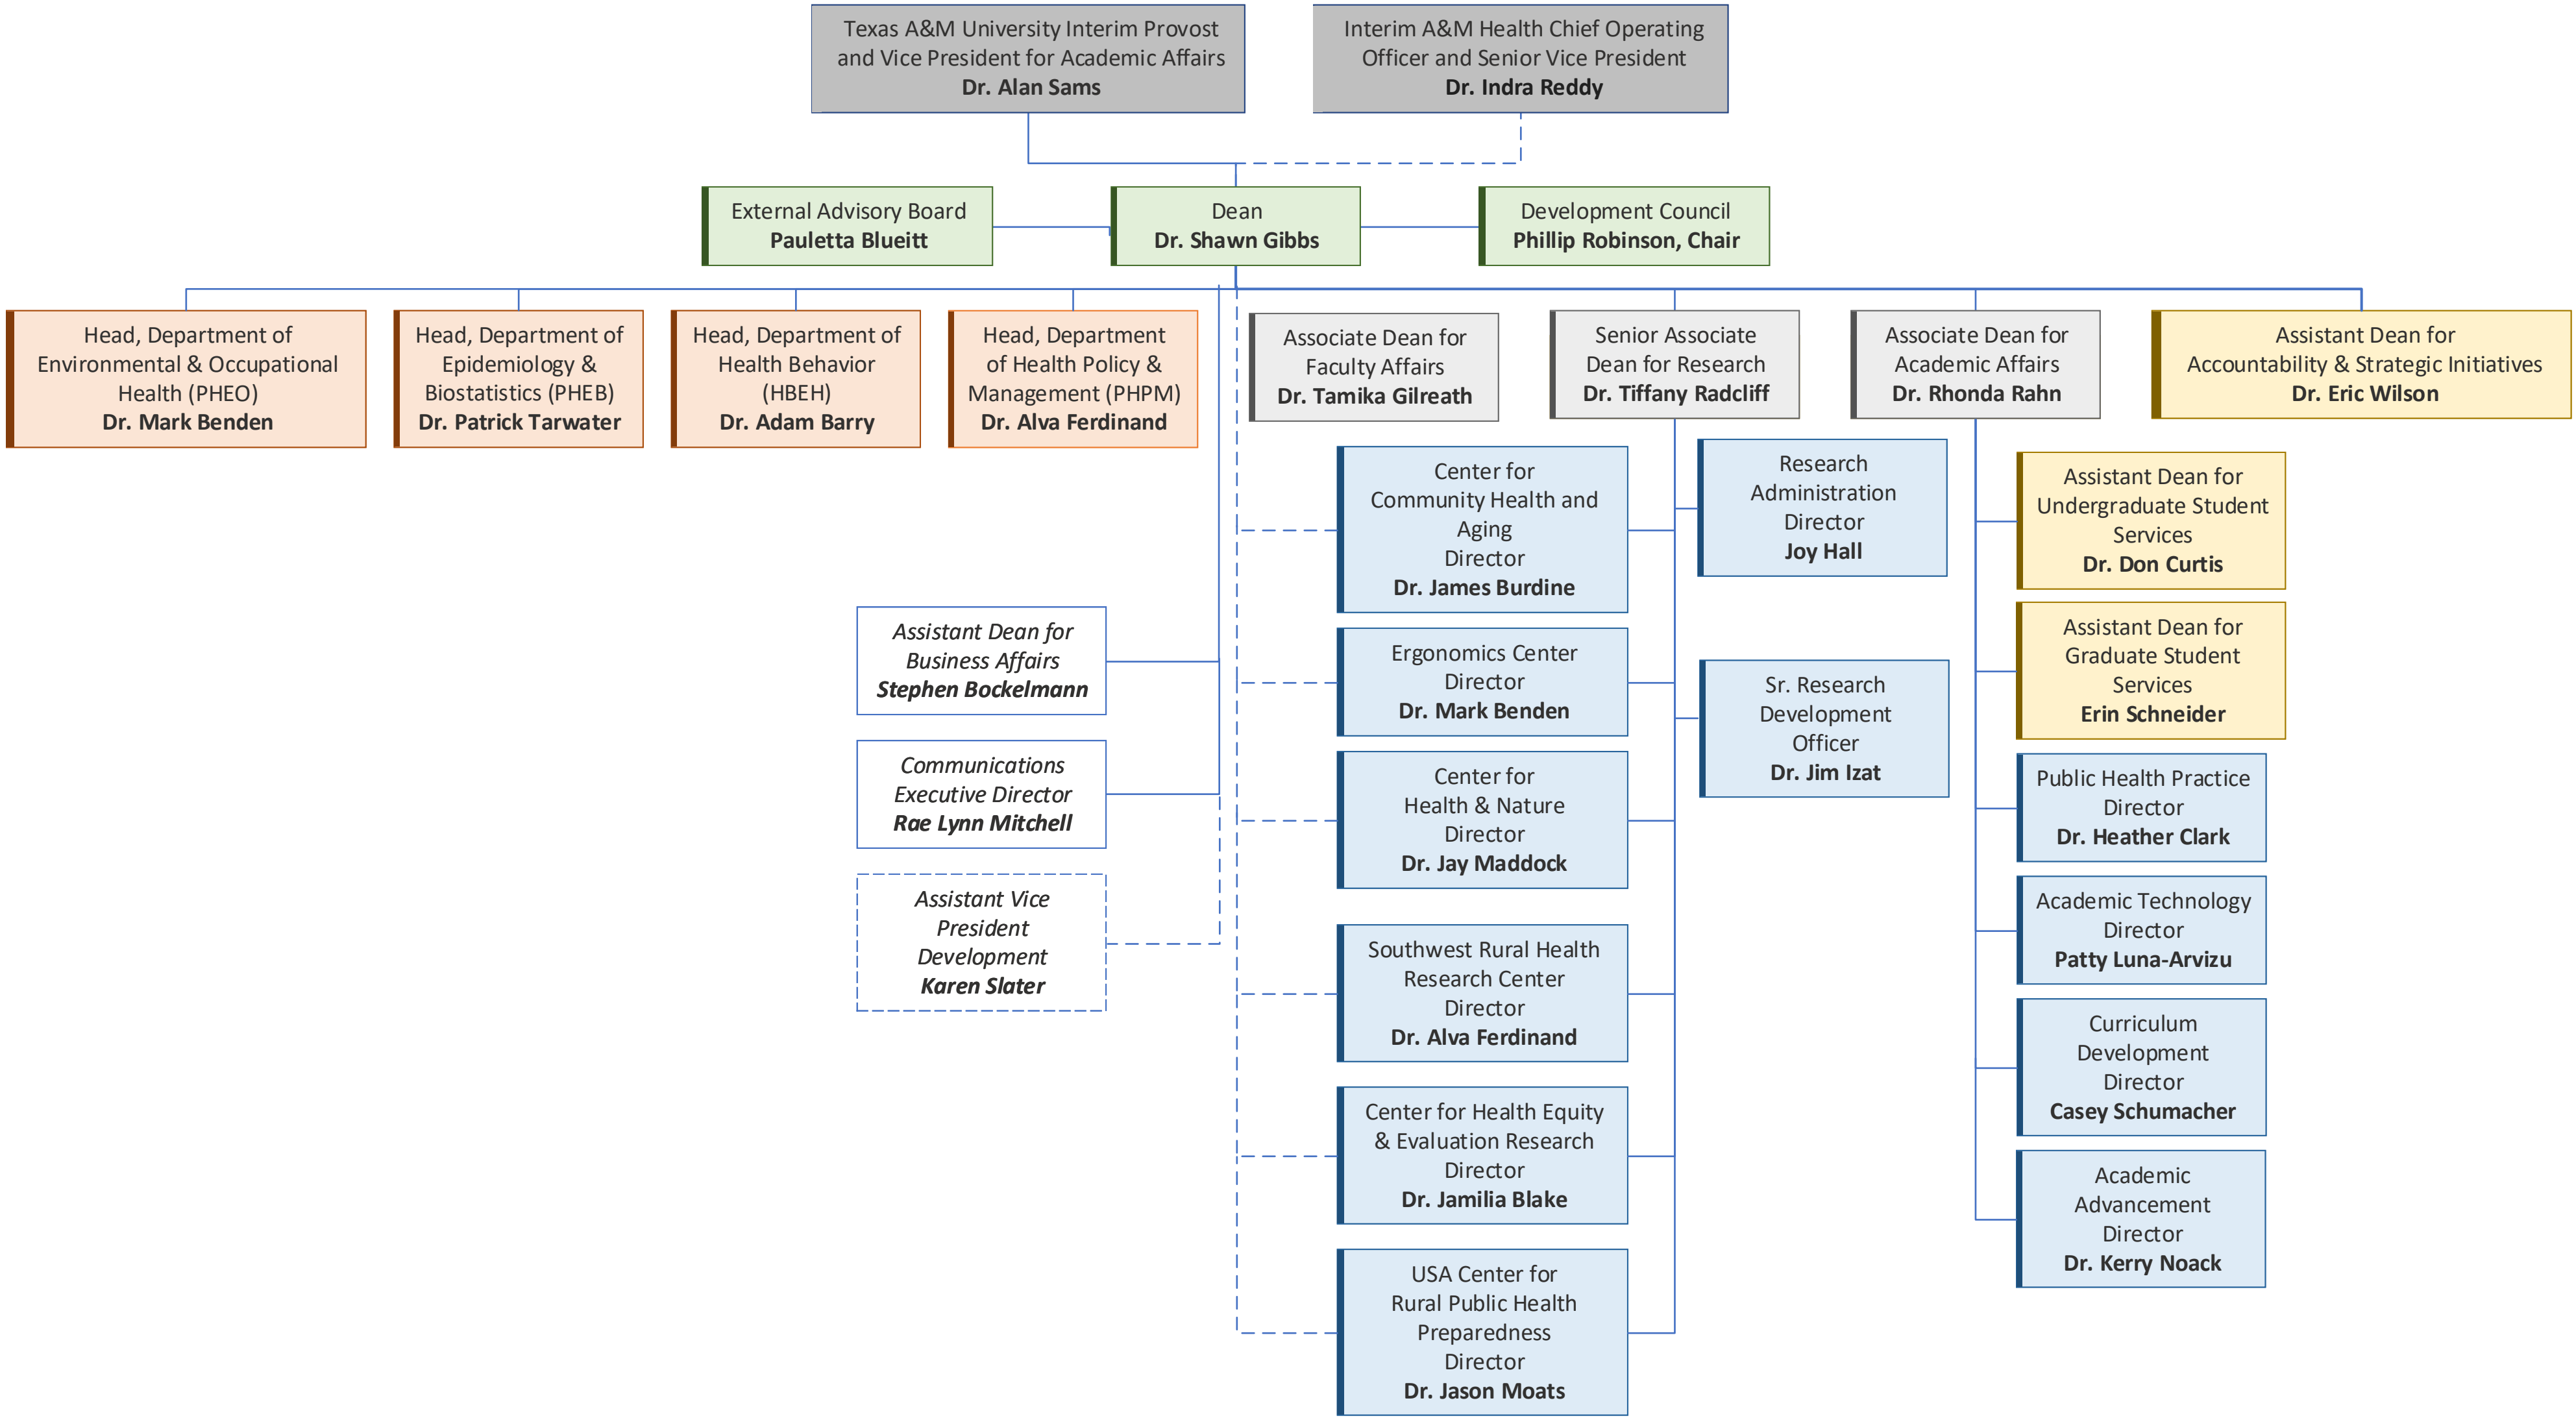 Texas A&M University Interim Provost
and Vice President for Academic Affairs
Dr. Alan Sams
Interim A&M Health Chief Operating
Officer and Senior Vice President
Dr. Indra Reddy
External Advisory Board
Pauletta Blueitt
Dean
Dr. Shawn Gibbs
Development Council
Phillip Robinson, Chair
Head, Department of
Environmental & Occupational
Health (PHEO)
Dr. Mark Benden
Head, Department of
Epidemiology &
Biostatistics (PHEB)
Dr. Patrick Tarwater
Head, Department of
Health Behavior
(HBEH)
Dr. Adam Barry
Head, Department
of Health Policy &
Management (PHPM)
Dr. Alva Ferdinand
Associate Dean for
Faculty Affairs
Dr. Tamika Gilreath
Senior Associate
Dean for Research
Dr. Tiffany Radcliff
Associate Dean for
Academic Affairs
Dr. Rhonda Rahn
Assistant Dean for
Accountability & Strategic Initiatives
Dr. Eric Wilson
Assistant Dean for
Business Affairs
Stephen Bockelmann
Communications
Executive Director
Rae Lynn Mitchell
Assistant Vice
President
Development
Karen Slater
Center for
Community Health and
Aging
Director
Dr. James Burdine
Ergonomics Center
Director
Dr. Mark Benden
Center for
Health & Nature
Director
Dr. Jay Maddock
Southwest Rural Health
Research Center
Director
Dr. Alva Ferdinand
Center for Health Equity
& Evaluation Research
Director
Dr. Jamilia Blake
USA Center for
Rural Public Health
Preparedness
Director
Dr. Jason Moats
Research
Administration
Director
Joy Hall
Sr. Research
Development
Officer
Dr. Jim Izat
Assistant Dean for
Undergraduate Student
Services
Dr. Don Curtis
Assistant Dean for
Graduate Student
Services
Erin Schneider
Public Health Practice
Director
Dr. Heather Clark
Academic Technology
Director
Patty Luna-Arvizu
Curriculum
Development
Director
Casey Schumacher
Academic
Advancement
Director
Dr. Kerry Noack